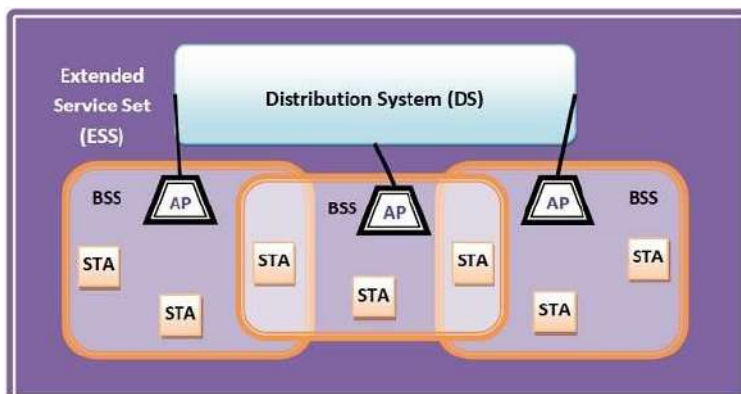 Extended
Service Set
(ESS)
Distribution System (DS)
BSS
AP
BSS
AP
AP
BSS
STA
STA
STA
STA
STA
STA
STA